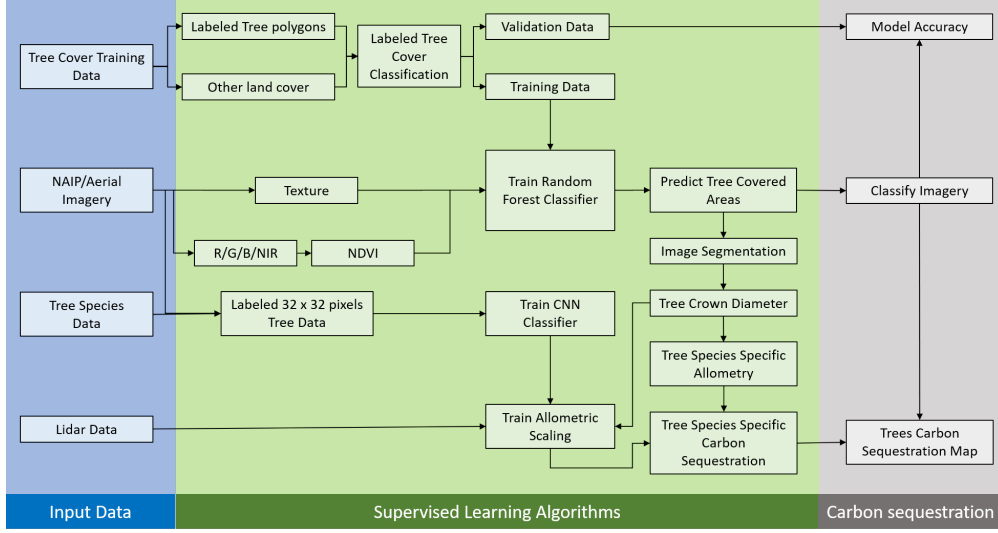 Labeled Tree polygons
Validation Data
Model Accuracy
Tree Cover Training
Data
Labeled Tree
Cover
Classification
Other land cover
Training Data
NAIP/Aerial
Imagery
Texture
Train Random
Forest Classifier
Predict Tree Covered
Areas
Classify Imagery
R/G/B/NIR
NDVI
Image Segmentation
Tree Species
Data
Labeled 32 x 32 pixels
Tree Data
Train CNN
Classifier
Tree Crown Diameter
Tree Species Specific
Allometry
Lidar Data
Train Allometric
Scaling
Tree Species Specific
Carbon
Sequestration
Trees Carbon
Sequestration Map
Input Data
Supervised Learning Algorithms
Carbon sequestration